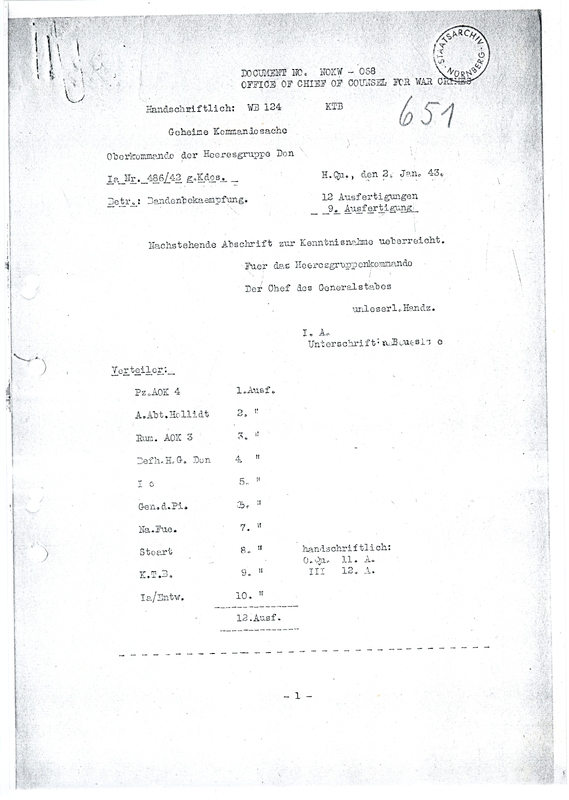 STAATSARCHIV
NÜRNBERG
DOCUMENT NO. NOKW - 068
OFFICE OF CHIEF OF COUNSEL FOR WAR CRIMES
Handschriftlich: WB 124 KTB
651
Geheime Kommandosache
Oberkommando der Heeresgruppe Don
Ia Nr. 486/43 g.Kdos. H.Qu., den 2. Jan. 43.
Betr.: Bandenbekaempfung. 12 Ausfertigungen
9. Ausfertigung
Nachstehende Abschrift zur Kenntnisnahme ueberreicht.
Fuer das Heeresgruppenkommando
Der Chef des Generalstabes
unleserl.Handz.
I. A.
Unterschrift:
Verteiler:
Pz.AOK 4 1.Ausf.
A.Abt.Hollidt 2. "
Rum. AOK 3 3. "
Befh.H.G. Don 4. "
I c 5. "
Gen.d.Pi. 6. "
Na.Fue. 7. "
Stoart 8. " handschriftlich:
O.Qu. 11. A.
K.T.B. 9. " III 12. A.
Ia/Entw. 10. "
12.Ausf.
- 1 -